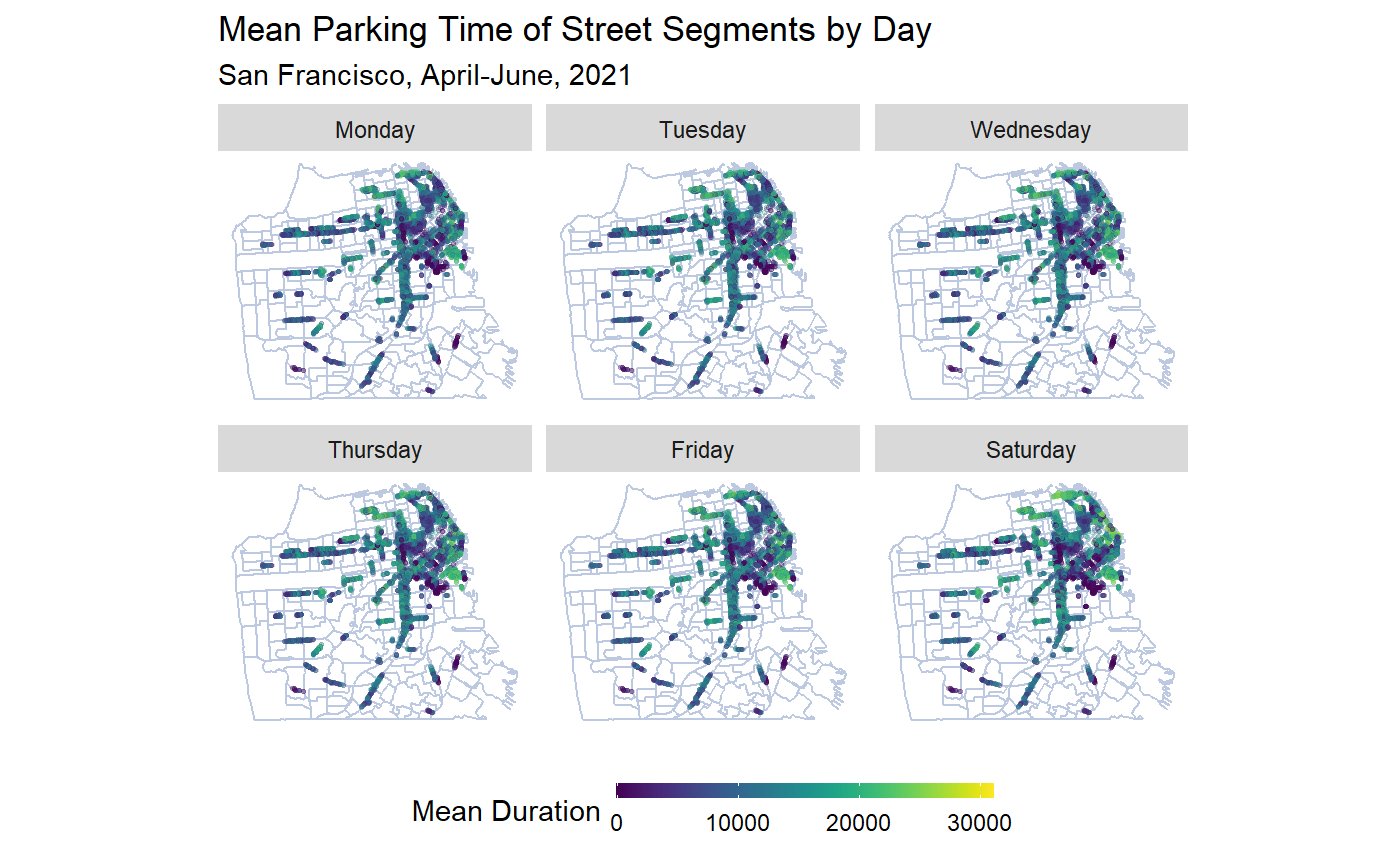 Mean Parking Time of Street Segments by Day
San Francisco, April-June, 2021
Monday
Tuesday
Wednesday
Thursday
Friday
Saturday
Mean Duration
0 10000 20000 30000